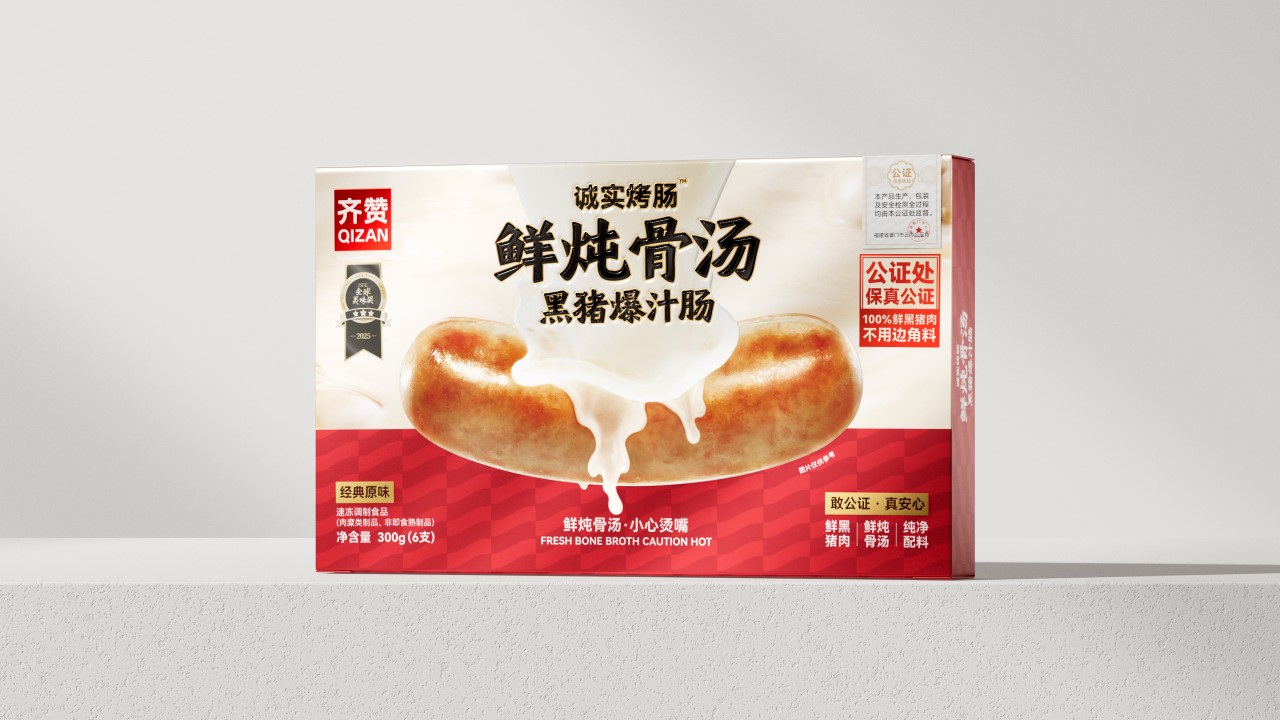 齐赞
QIZAN
全球
美味奖
2025
诚实烤肠™
鲜炖骨汤
黑猪爆汁肠
公证
本产品生产、包装
及安全检测全过程
均由本公证处监督。
公证处
保真公证
100%鲜黑猪肉
不用边角料
图片仅供参考
经典原味
速冻调制食品
(肉糜类制品、非即食熟制品)
净含量 300g(6支)
鲜炖骨汤·小心烫嘴
FRESH BONE BROTH CAUTION HOT
敢公证·真安心
鲜黑猪肉 鲜炖骨汤 纯净配料